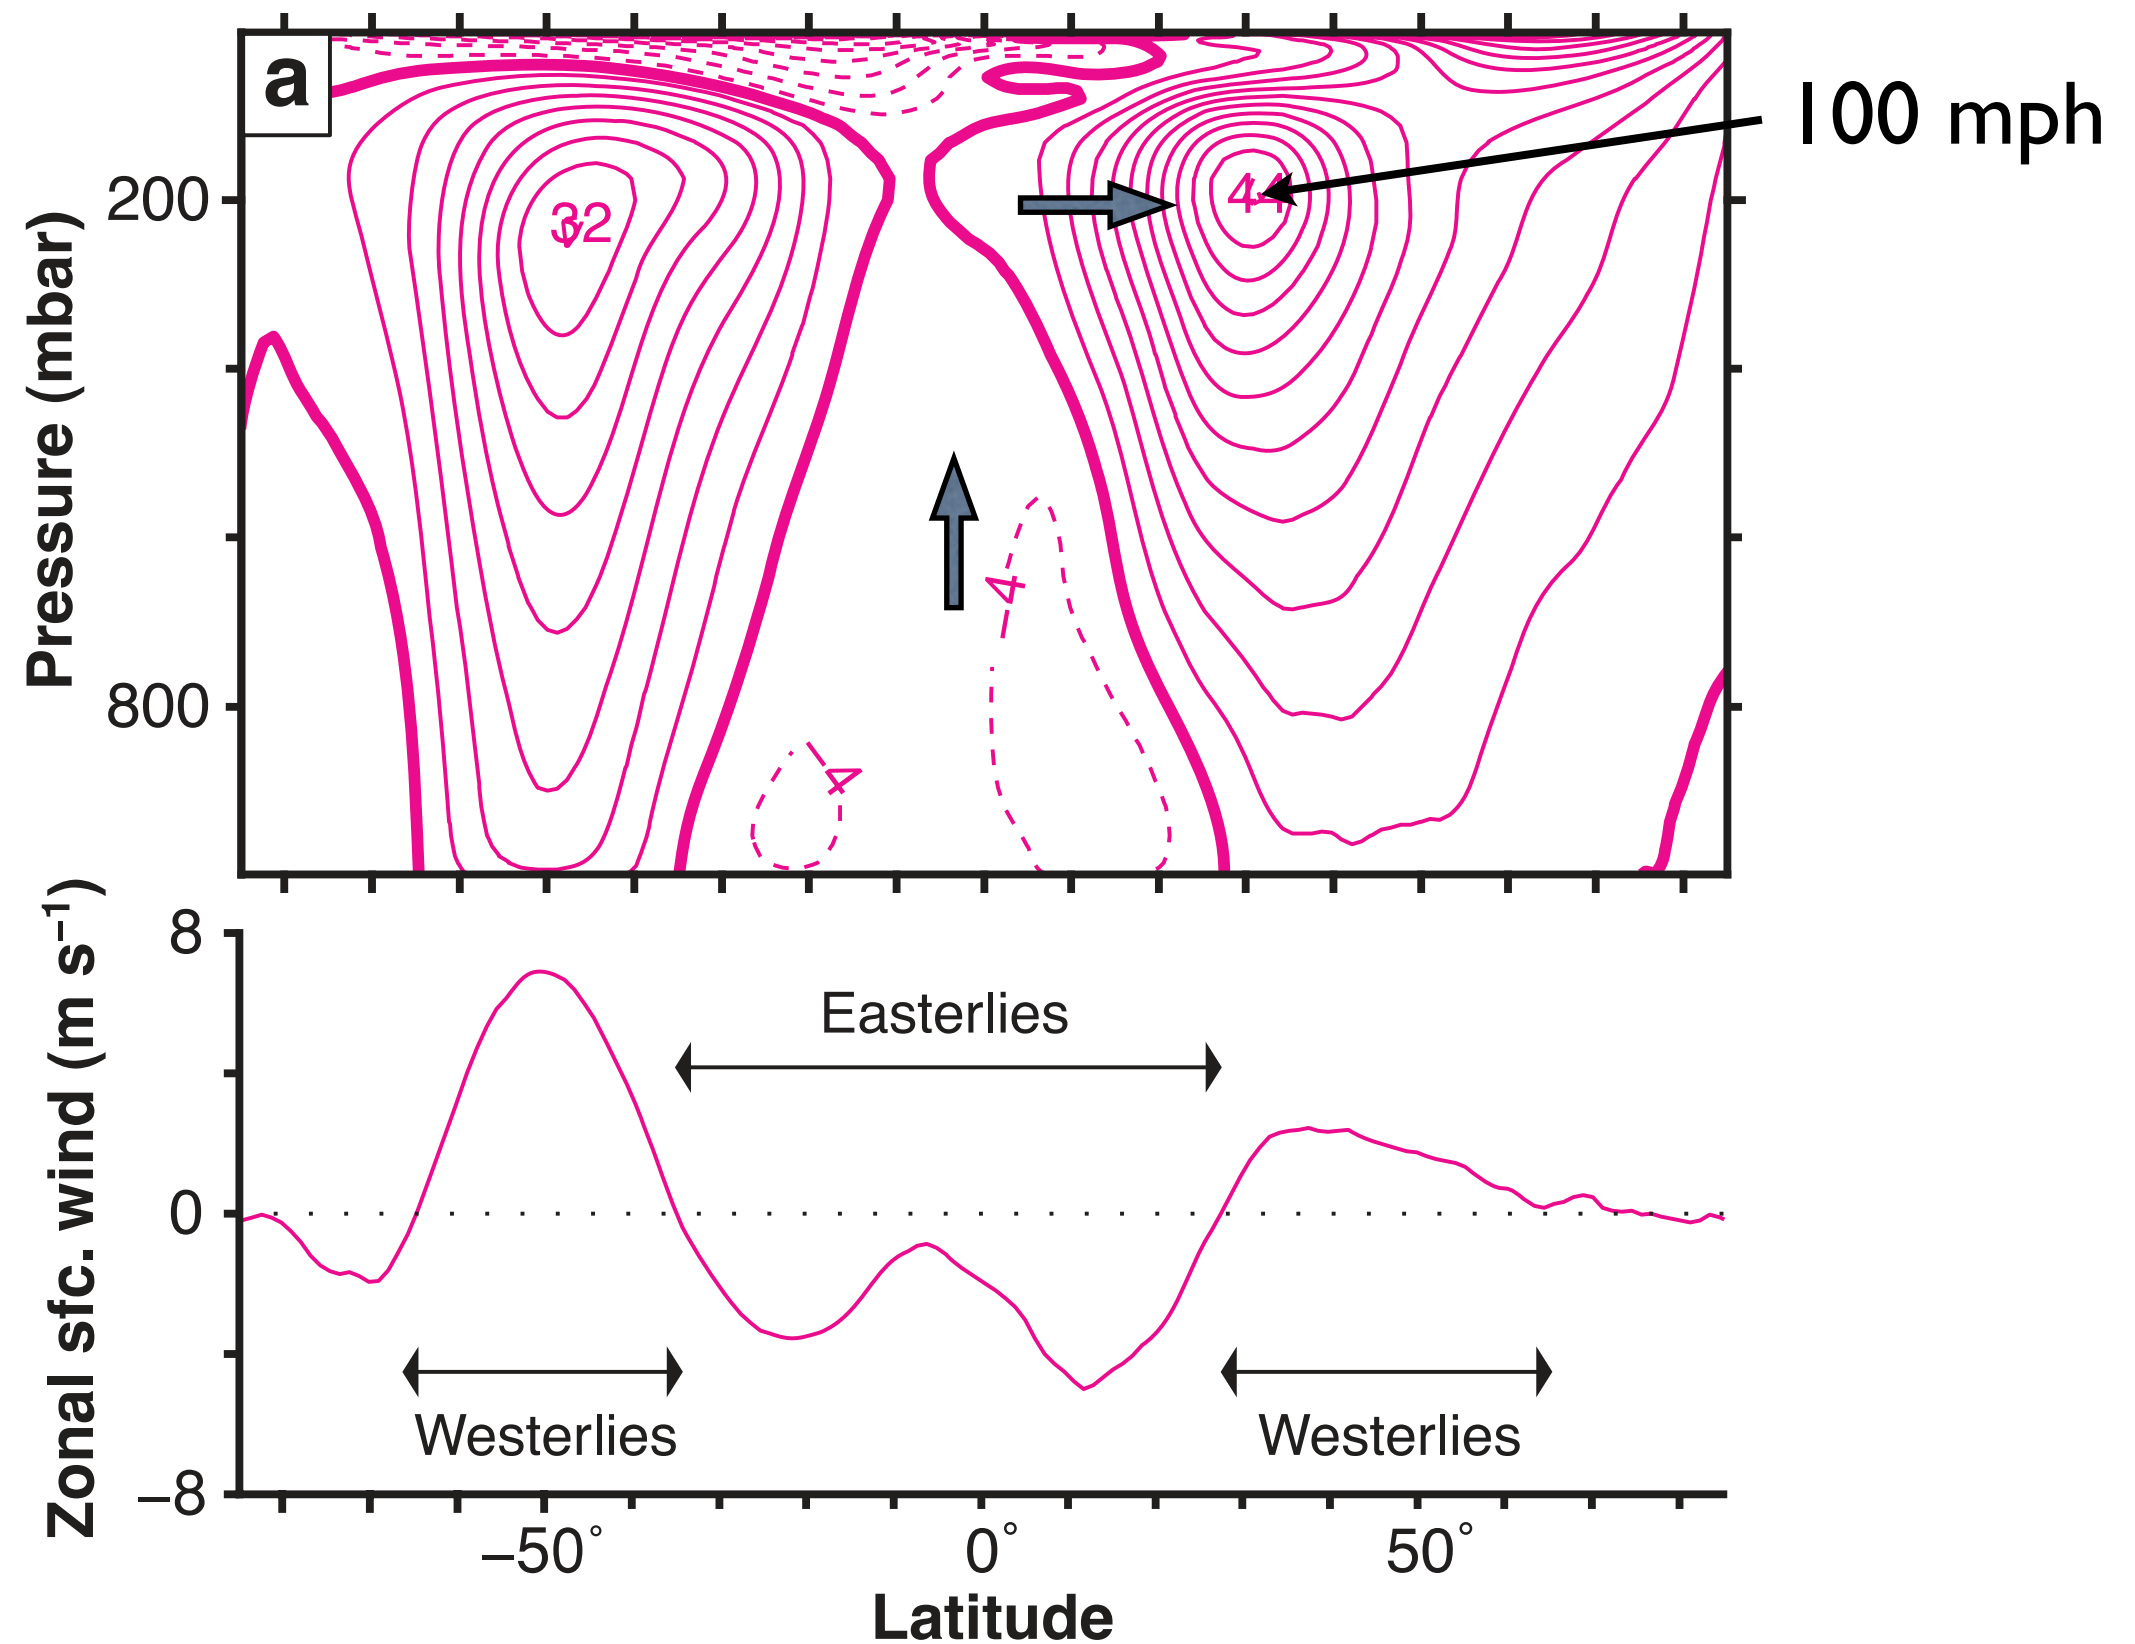 a
100 mph
200
32
44
Pressure (mbar)
4
800
4
8
Zonal sfc. wind (m s⁻¹)
Easterlies
0
Westerlies
Westerlies
–8
–50°
0°
50°
Latitude